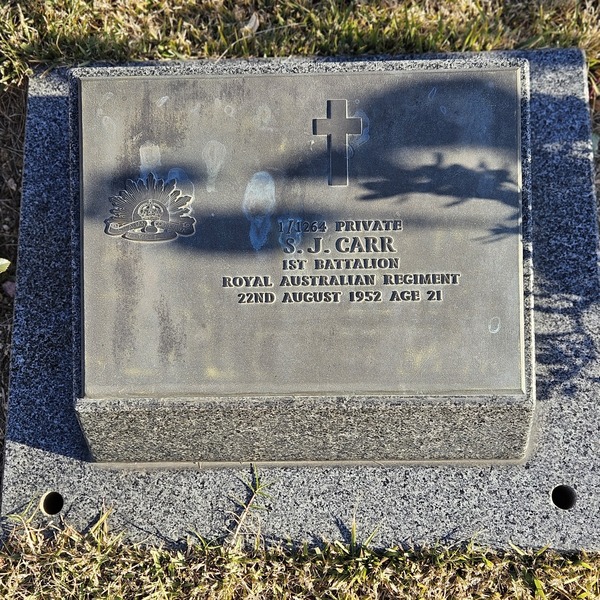 1/1264 PRIVATE
S. J. CARR
1ST BATTALION
ROYAL AUSTRALIAN REGIMENT
22ND AUGUST 1952 AGE 21